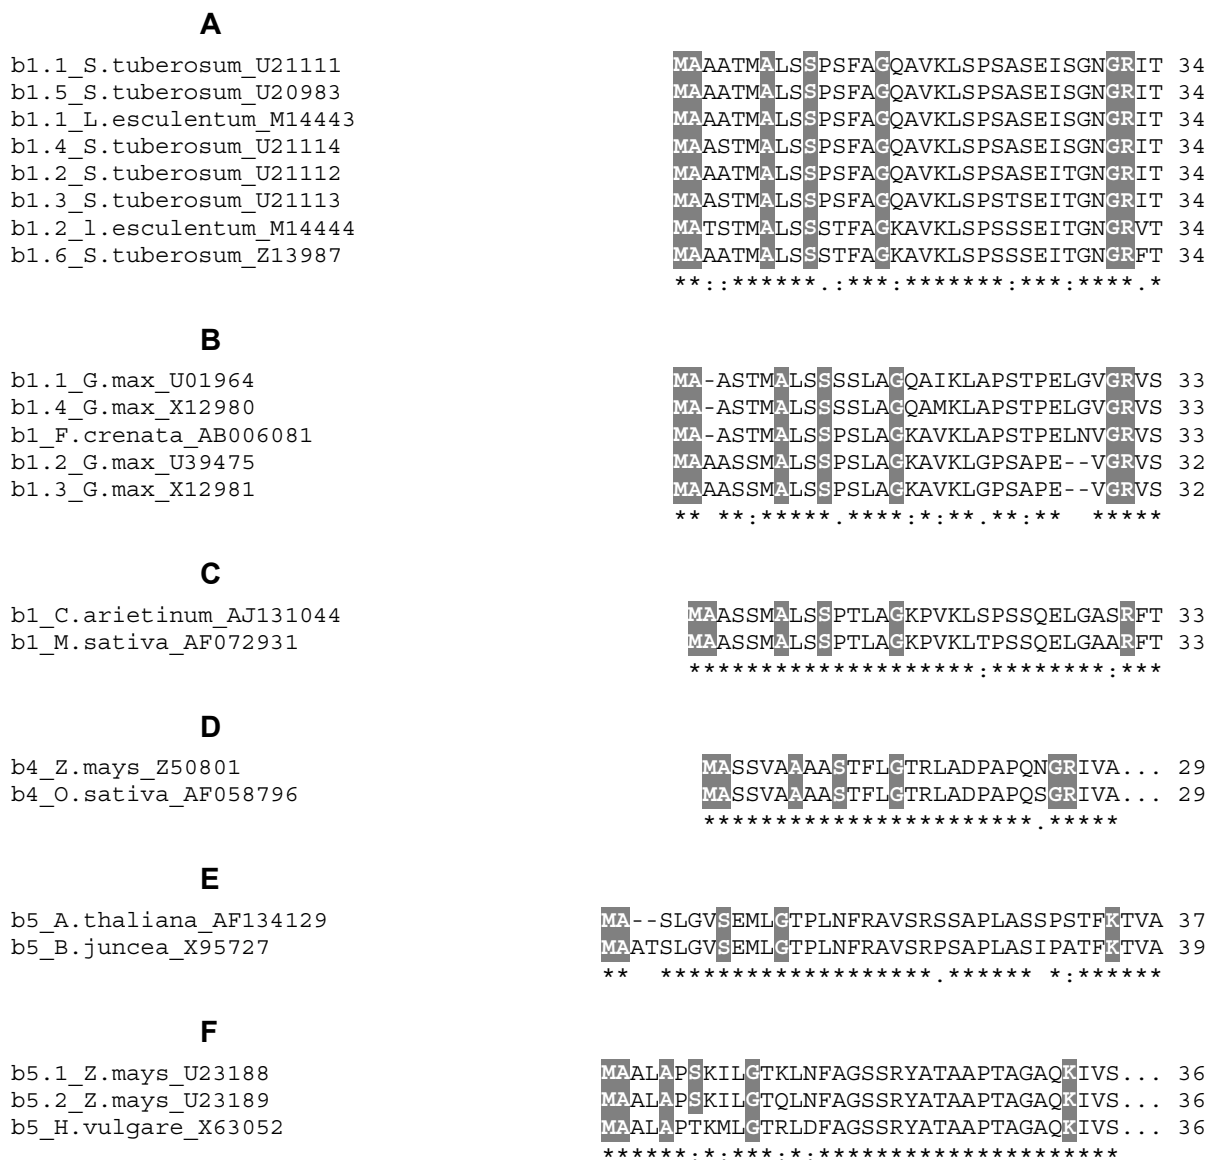 A
b1.1_S.tuberosum_U21111 MAAATMALSSPSFAGQAVKLSPSASEISGNGRIT 34
b1.5_S.tuberosum_U20983 MAAATMALSSPSFAGQAVKLSPSASEISGNGRIT 34
b1.1_L.esculentum_M14443 MAAATMALSSPSFAGQAVKLSPSASEISGNGRIT 34
b1.4_S.tuberosum_U21114 MAASTMALSSPSFAGQAVKLSPSASEISGNGRIT 34
b1.2_S.tuberosum_U21112 MAAATMALSSPSFAGQAVKLSPSASEITGNGRIT 34
b1.3_S.tuberosum_U21113 MAASTMALSSPSFAGQAVKLSPSTSEISGNGRIT 34
b1.2_l.esculentum_M14444 MATSTMALSSSTFAGKAVKLSPSSSEITGNGRVT 34
b1.6_S.tuberosum_Z13987 MAAATMALSSSTFAGKAVKLSPSSSEITGNGRFT 34
**::******.:***:*******:***:****.*
B
b1.1_G.max_U01964 MA-ASTMALSSSSLAGQAIKLAPSTPELGVGRVS 33
b1.4_G.max_X12980 MA-ASTMALSSSSLAGQAMKLAPSTPELGVGRVS 33
b1_F.crenata_AB006081 MA-ASTMALSSPSLAGKAVKLAPSTPELNVGRVS 33
b1.2_G.max_U39475 MAAASSMALSSPSLAGKAVKLGPSAPE--VGRVS 32
b1.3_G.max_X12981 MAAASSMALSSPSLAGKAVKLGPSAPE--VGRVS 32
** **:*****.****:*:**.**:** *****
C
b1_C.arietinum_AJ131044 MAASSMALSSPTLAGKPVKLSPSSQELGASRFT 33
b1_M.sativa_AF072931 MAASSMALSSPTLAGKPVKLTPSSQELGAARFT 33
********************:********:***
D
b4_Z.mays_Z50801 MASSVAAAASTFLGTRLADPAPQNGRIVA... 29
b4_O.sativa_AF058796 MASSVAAAASTFLGTRLADPAPQSGRIVA... 29
***********************.*****
E
b5_A.thaliana_AF134129 MA--SLGVSEMLGTPLNFRAVSRSSAPLASSPSTFKTVA 37
b5_B.juncea_X95727 MAATSLGVSEMLGTPLNFRAVSRPSAPLASIPATFKTVA 39
** *******************.****** *:******
F
b5.1_Z.mays_U23188 MAALAPSKILGTKLNFAGSSRYATAAPTAGAQKIVS... 36
b5.2_Z.mays_U23189 MAALAPSKILGTQLNFAGSSRYATAAPTAGAQKIVS... 36
b5_H.vulgare_X63052 MAALAPTKMLGTRLDFAGSSRYATAAPTAGAQKIVS... 36
******:*:***:*:*********************